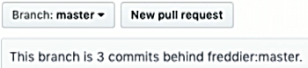 Branch: master
New pull request
This branch is 3 commits behind freddier:master.